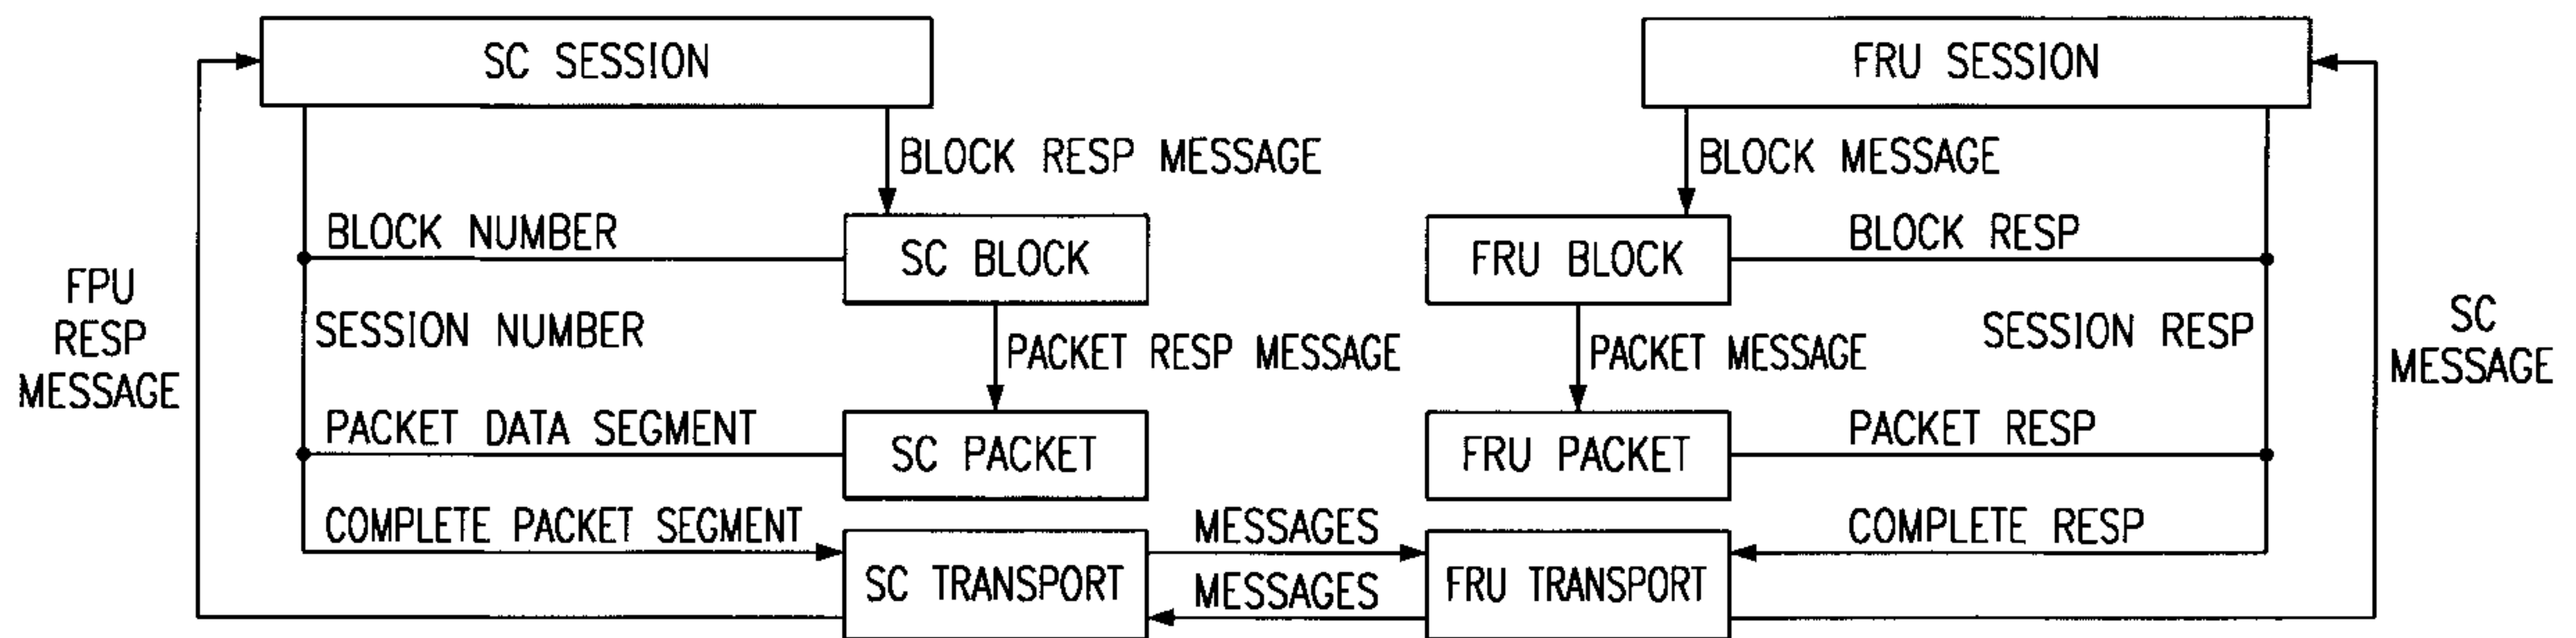 SC SESSION
FRU SESSION
BLOCK RESP MESSAGE
BLOCK MESSAGE
BLOCK NUMBER
SC BLOCK
FRU BLOCK
BLOCK RESP
FPU
RESP
MESSAGE
SESSION NUMBER
PACKET RESP MESSAGE
PACKET MESSAGE
SESSION RESP
SC
MESSAGE
PACKET DATA SEGMENT
SC PACKET
FRU PACKET
PACKET RESP
COMPLETE PACKET SEGMENT
MESSAGES
COMPLETE RESP
SC TRANSPORT
MESSAGES
FRU TRANSPORT